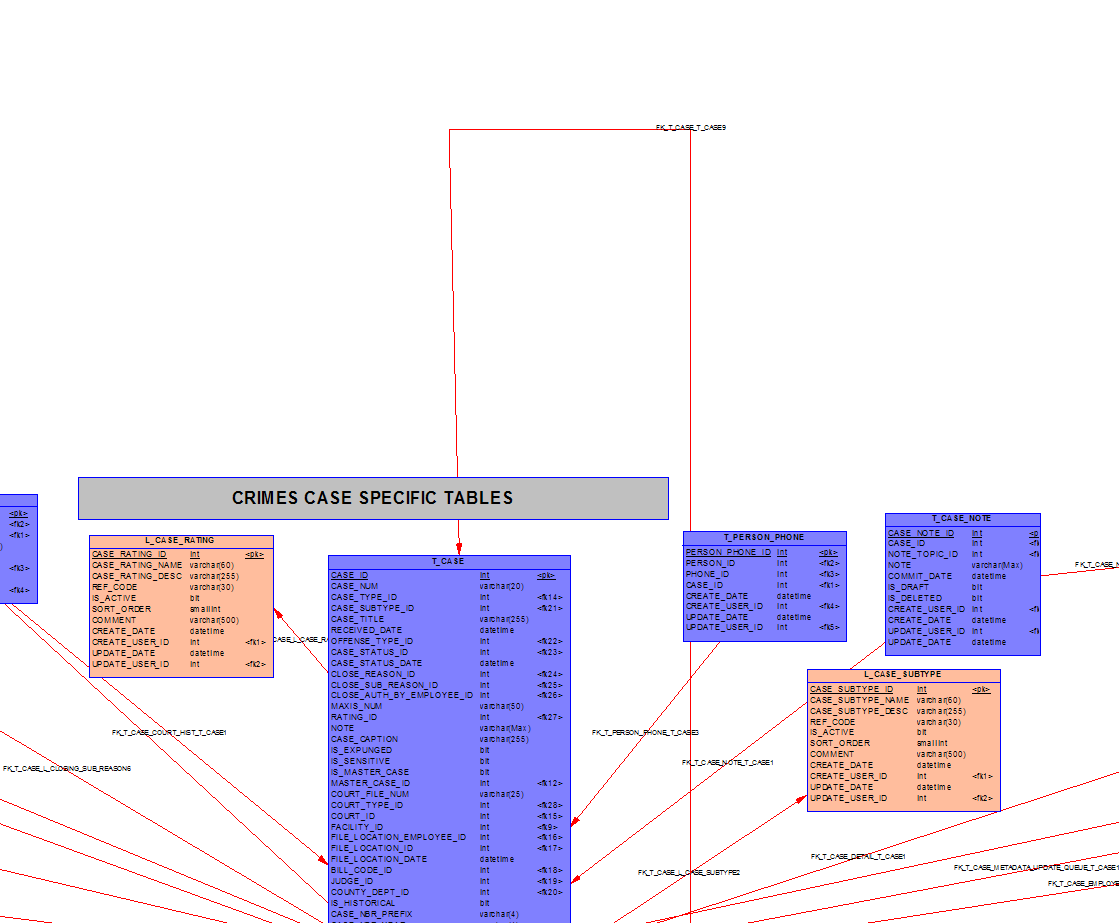 FK_T_CASE_T_CASE9
CRIMES CASE SPECIFIC TABLES
<pk>
<fk2>
<fk1>
)
<fk3>
<fk4>
L_CASE_RATING
CASE_RATING_ID int <pk>
CASE_RATING_NAME varchar(60)
CASE_RATING_DESC varchar(255)
REF_CODE varchar(30)
IS_ACTIVE bit
SORT_ORDER smallint
COMMENT varchar(500)
CREATE_DATE datetime
CREATE_USER_ID int <fk1>
UPDATE_DATE datetime
UPDATE_USER_ID int <fk2>
CASE_L_CASE_RA
T_CASE
CASE_ID int <pk>
CASE_NUM varchar(20)
CASE_TYPE_ID int <fk14>
CASE_SUBTYPE_ID int <fk21>
CASE_TITLE varchar(255)
RECEIVED_DATE datetime
OFFENSE_TYPE_ID int <fk22>
CASE_STATUS_ID int <fk23>
CASE_STATUS_DATE datetime
CLOSE_REASON_ID int <fk24>
CLOSE_SUB_REASON_ID int <fk25>
CLOSE_AUTH_BY_EMPLOYEE_ID int <fk26>
MAXIS_NUM varchar(50)
RATING_ID int <fk27>
NOTE varchar(Max)
CASE_CAPTION varchar(255)
IS_EXPUNGED bit
IS_SENSITIVE bit
IS_MASTER_CASE bit
MASTER_CASE_ID int <fk12>
COURT_FILE_NUM varchar(25)
COURT_TYPE_ID int <fk28>
COURT_ID int <fk15>
FACILITY_ID int <fk9>
FILE_LOCATION_EMPLOYEE_ID int <fk16>
FILE_LOCATION_ID int <fk17>
FILE_LOCATION_DATE datetime
BILL_CODE_ID int <fk18>
JUDGE_ID int <fk19>
COUNTY_DEPT_ID int <fk20>
IS_HISTORICAL bit
CASE_NBR_PREFIX varchar(4)
T_PERSON_PHONE
PERSON_PHONE_ID int <pk>
PERSON_ID int <fk2>
PHONE_ID int <fk3>
CASE_ID int <fk1>
CREATE_DATE datetime
CREATE_USER_ID int <fk4>
UPDATE_DATE datetime
UPDATE_USER_ID int <fk5>
T_CASE_NOTE
CASE_NOTE_ID int <p
CASE_ID int <f
NOTE_TOPIC_ID int <f
NOTE varchar(Max)
COMMIT_DATE datetime
IS_DRAFT bit
IS_DELETED bit
CREATE_USER_ID int <f
CREATE_DATE datetime
UPDATE_USER_ID int <f
UPDATE_DATE datetime
FK_T_CASE_N
L_CASE_SUBTYPE
CASE_SUBTYPE_ID int <pk>
CASE_SUBTYPE_NAME varchar(60)
CASE_SUBTYPE_DESC varchar(255)
REF_CODE varchar(30)
IS_ACTIVE bit
SORT_ORDER smallint
COMMENT varchar(500)
CREATE_DATE datetime
CREATE_USER_ID int <fk1>
UPDATE_DATE datetime
UPDATE_USER_ID int <fk2>
FK_T_CASE_COURT_HIST_T_CASE1
FK_T_CASE_L_CLOSING_SUB_REASON6
FK_T_PERSON_PHONE_T_CASE3
FK_T_CASE_NOTE_T_CASE1
FK_T_CASE_L_CASE_SUBTYPE2
FK_T_CASE_DETAIL_T_CASE1
FK_T_CASE_METADATA_UPDATE_QUEUE_T_CASE1
FK_T_CASE_EMPLOYE